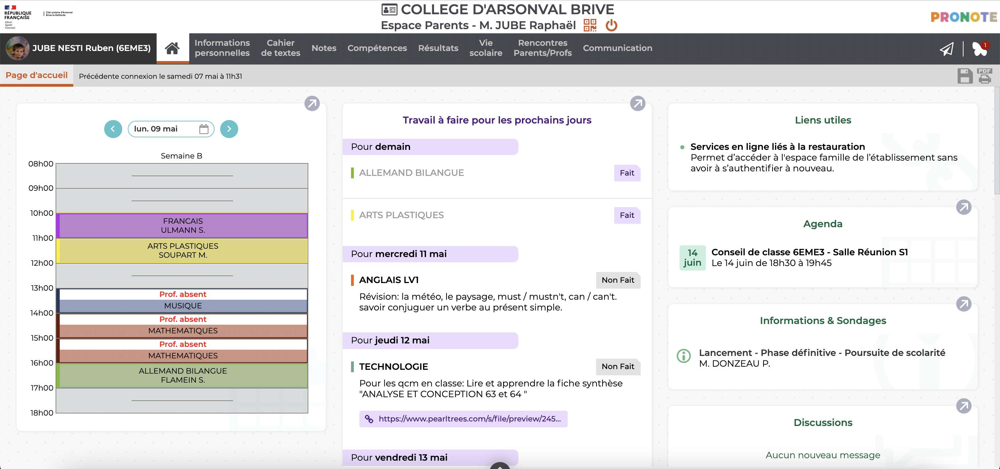 RÉPUBLIQUE
FRANÇAISE
Liberté
Égalité
Fraternité
Cité scolaire d'Arsonval
Brive-la-Gaillarde
COLLEGE D'ARSONVAL BRIVE
Espace Parents - M. JUBE Raphaël
PRONOTE
JUBE NESTI Ruben (6EME3)
Informations
personnelles
Cahier
de textes
Notes
Compétences
Résultats
Vie
scolaire
Rencontres
Parents/Profs
Communication
1
Page d'accueil
Précédente connexion le samedi 07 mai à 11h31
PDF
lun. 09 mai
Semaine B
08h00
09h00
10h00
FRANCAIS
ULMANN S.
11h00
ARTS PLASTIQUES
SOUPART M.
12h00
13h00
Prof. absent
MUSIQUE
14h00
Prof. absent
MATHEMATIQUES
15h00
Prof. absent
MATHEMATIQUES
16h00
ALLEMAND BILANGUE
FLAMEIN S.
17h00
18h00
Travail à faire pour les prochains jours
Pour demain
ALLEMAND BILANGUE
Fait
ARTS PLASTIQUES
Fait
Pour mercredi 11 mai
ANGLAIS LV1
Non Fait
Révision: la météo, le paysage, must / mustn't, can / can't.
savoir conjuguer un verbe au présent simple.
Pour jeudi 12 mai
TECHNOLOGIE
Non Fait
Pour les qcm en classe: Lire et apprendre la fiche synthèse
"ANALYSE ET CONCEPTION 63 et 64 "
https://www.pearltrees.com/s/file/preview/245...
Pour vendredi 13 mai
Liens utiles
Services en ligne liés à la restauration
Permet d’accéder à l'espace famille de l’établissement sans
avoir à s’authentifier à nouveau.
Agenda
14
juin
Conseil de classe 6EME3 - Salle Réunion S1
Le 14 juin de 18h30 à 19h45
Informations & Sondages
Lancement - Phase définitive - Poursuite de scolarité
M. DONZEAU P.
Discussions
Aucun nouveau message